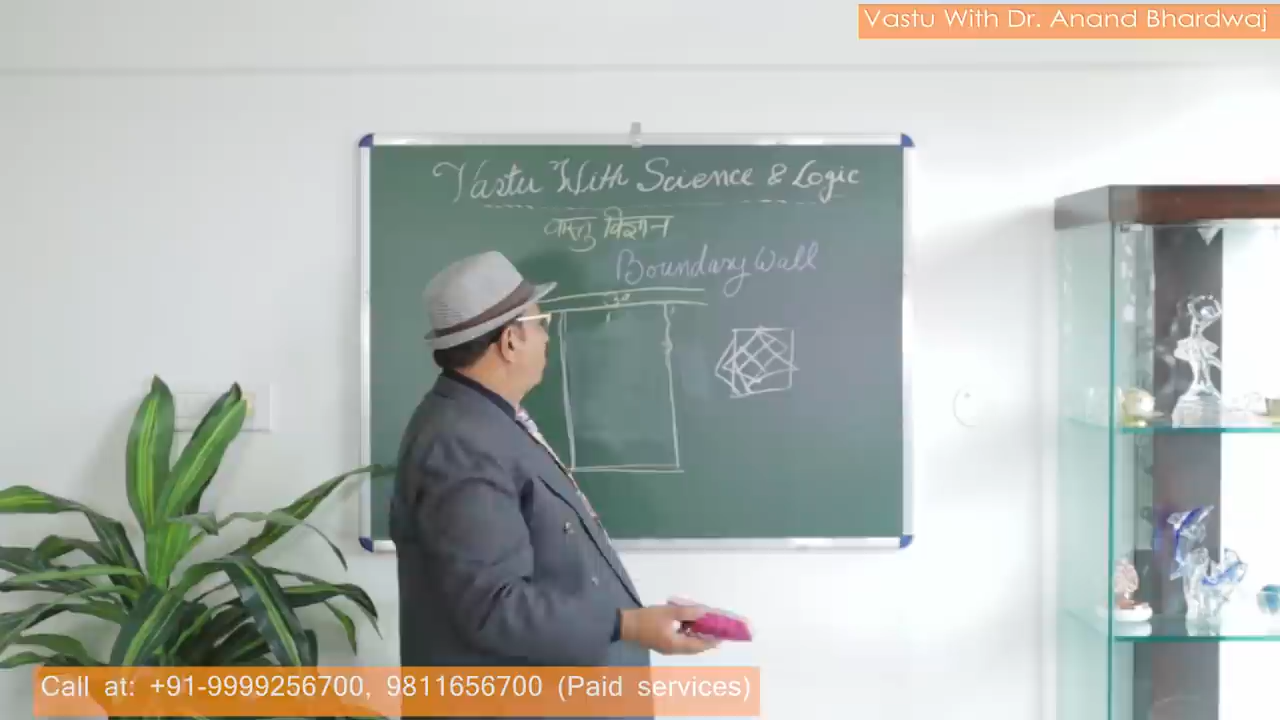 Vastu With Dr. Anand Bhardwaj
Vastu With Science & Logic
वास्तु विज्ञान
Boundary Wall
Call at: +91-9999256700, 9811656700 (Paid services)